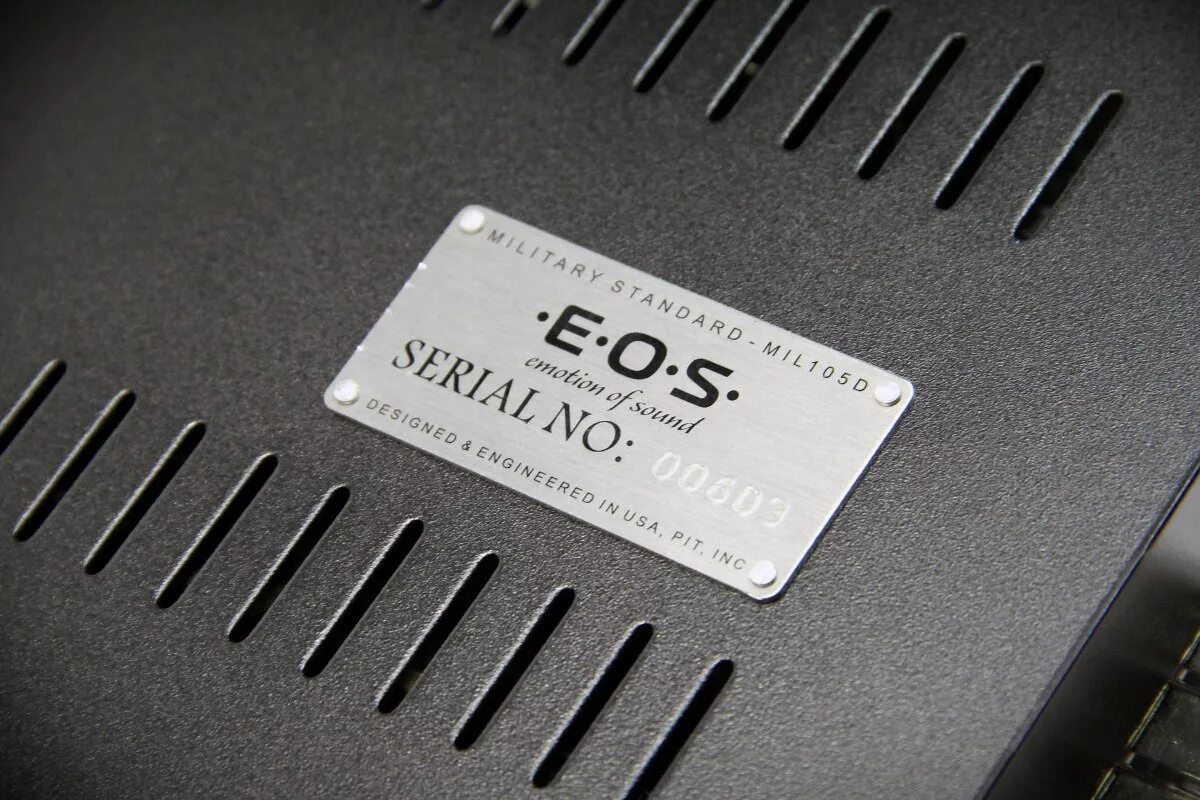 MILITARY STANDARD - MIL105D
·E·O·S·
emotion of sound
SERIAL NO: 00603
DESIGNED & ENGINEERED IN USA, PIT, INC